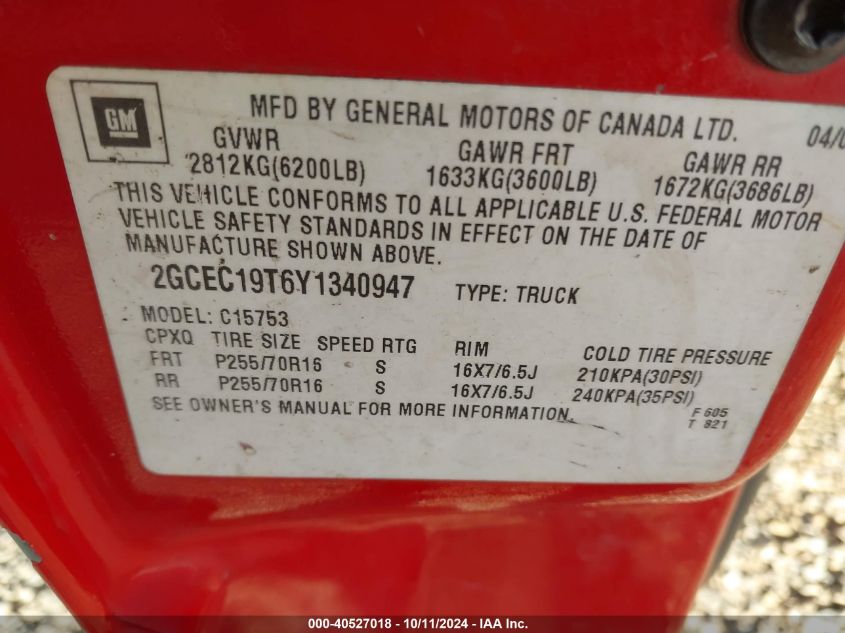 GM
MFD BY GENERAL MOTORS OF CANADA LTD.
GVWR GAWR FRT GAWR RR
2812KG(6200LB) 1633KG(3600LB) 1672KG(3686LB)
THIS VEHICLE CONFORMS TO ALL APPLICABLE U.S. FEDERAL MOTOR
VEHICLE SAFETY STANDARDS IN EFFECT ON THE DATE OF
MANUFACTURE SHOWN ABOVE.
2GCEC19T6Y1340947 TYPE: TRUCK
MODEL: C15753
CPXQ TIRE SIZE SPEED RTG RIM COLD TIRE PRESSURE
FRT P255/70R16 S 16X7/6.5J 210KPA(30PSI)
RR P255/70R16 S 16X7/6.5J 240KPA(35PSI)
SEE OWNER'S MANUAL FOR MORE INFORMATION.
F 605
T 821
000-40527018 - 10/11/2024 - IAA Inc.